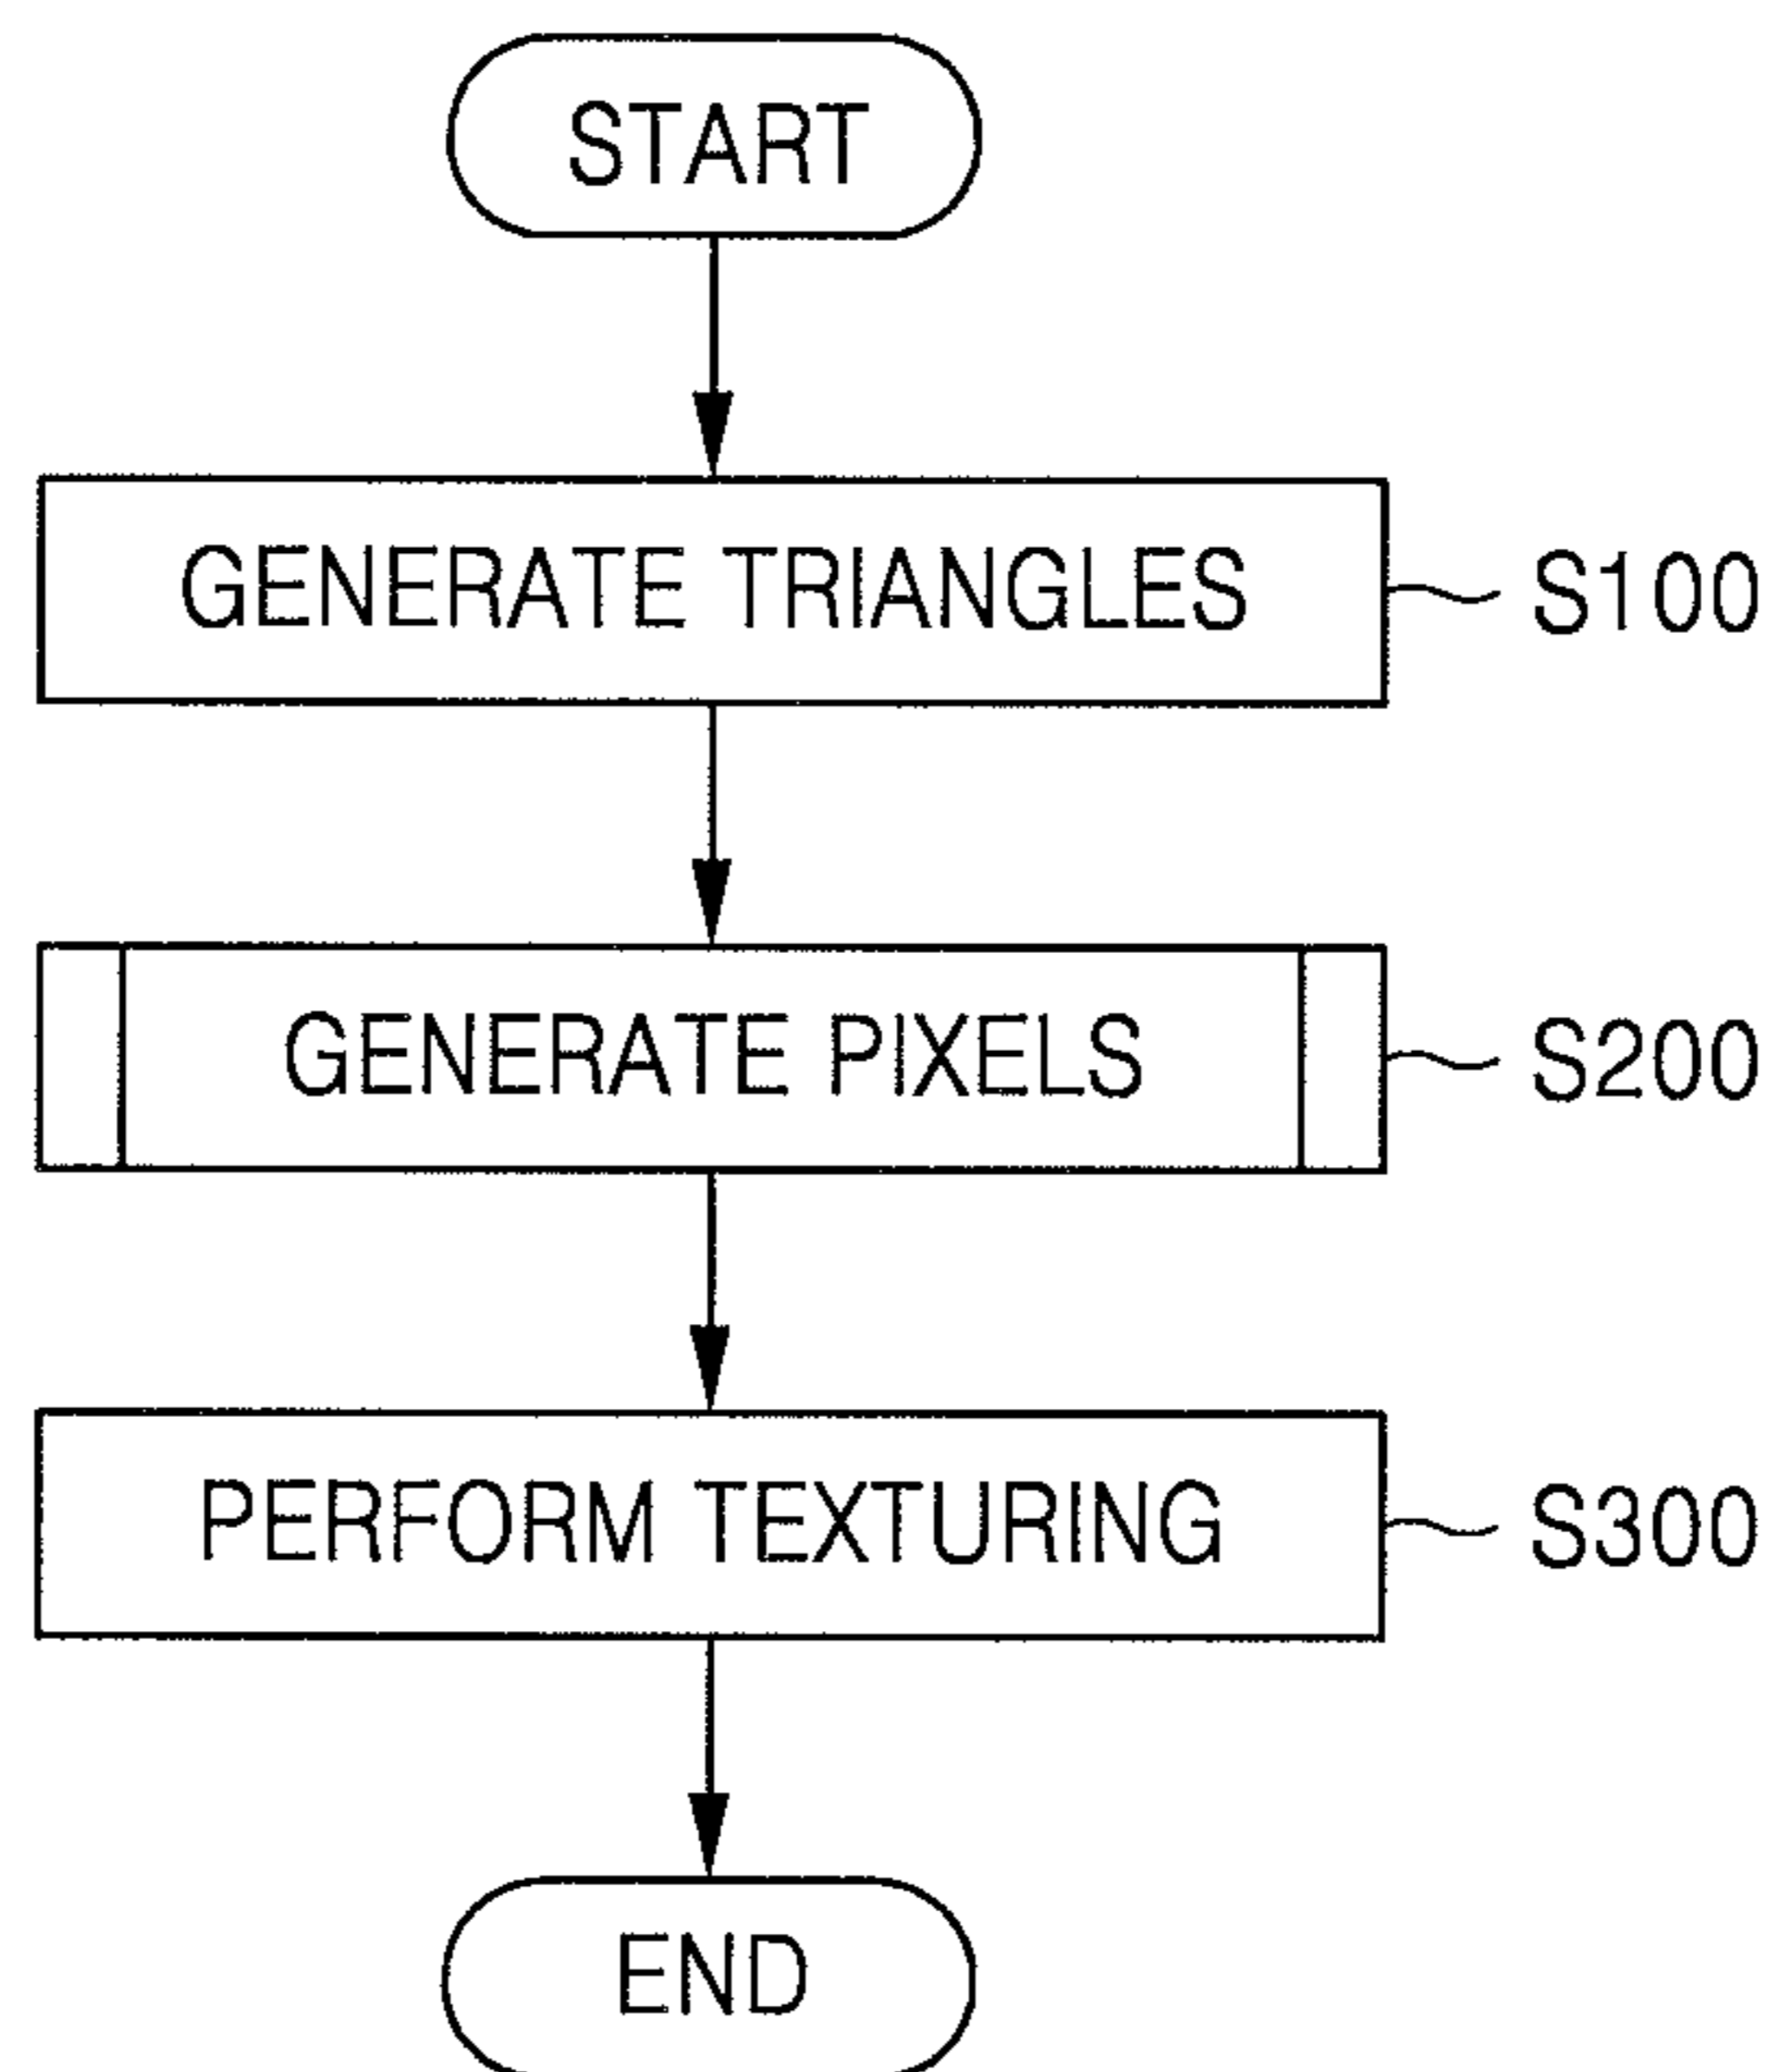 START
GENERATE TRIANGLES S100
GENERATE PIXELS S200
PERFORM TEXTURING S300
END